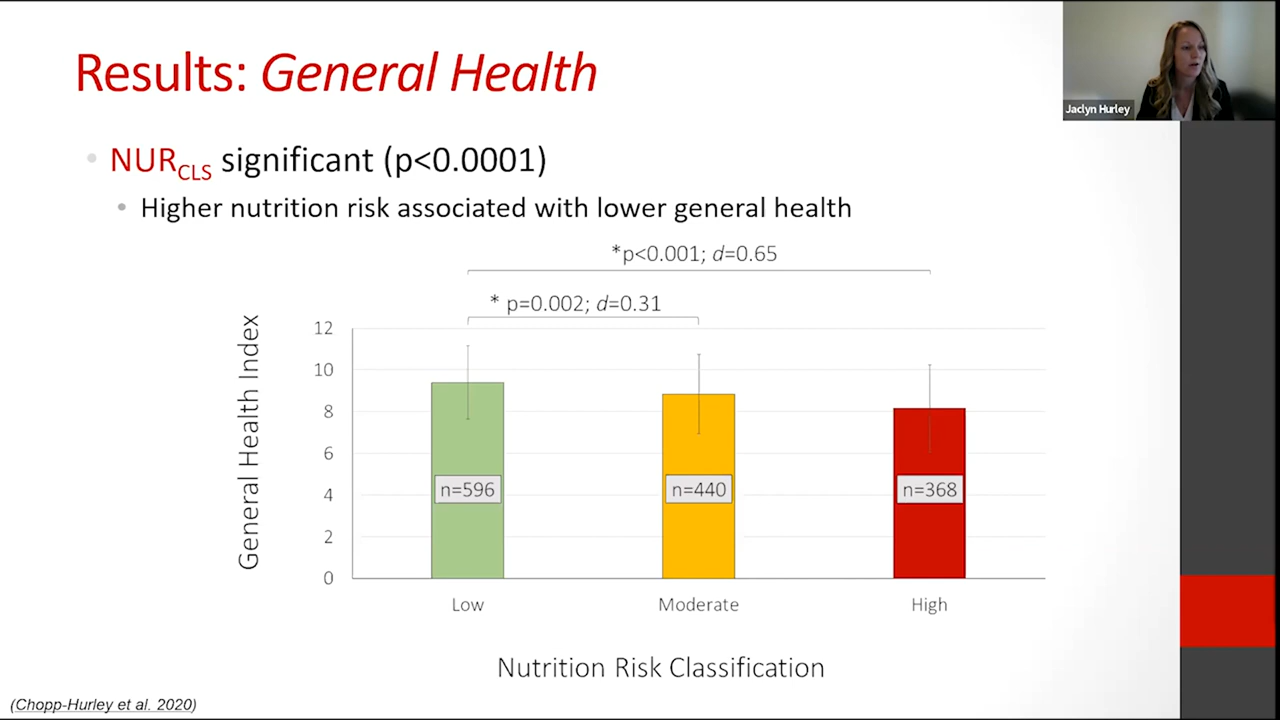 Results: General Health
Jaclyn Hurley
• NURCLS significant (p<0.0001)
• Higher nutrition risk associated with lower general health
*p<0.001; d=0.65
* p=0.002; d=0.31
General Health Index
12
10
8
6
4
2
0
n=596
n=440
n=368
Low
Moderate
High
Nutrition Risk Classification
(Chopp-Hurley et al. 2020)